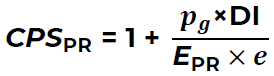 CPS_PR = 1 + (p_g × DI) / (E_PR × e)